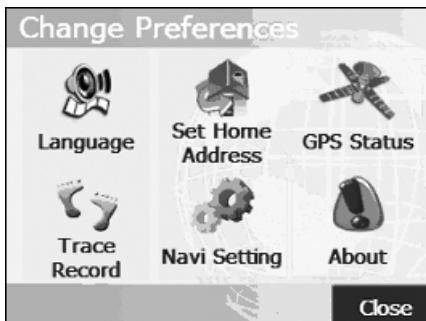 Change Preferences
Language
Set Home
Address
GPS Status
Trace
Record
Navi Setting
About
Close